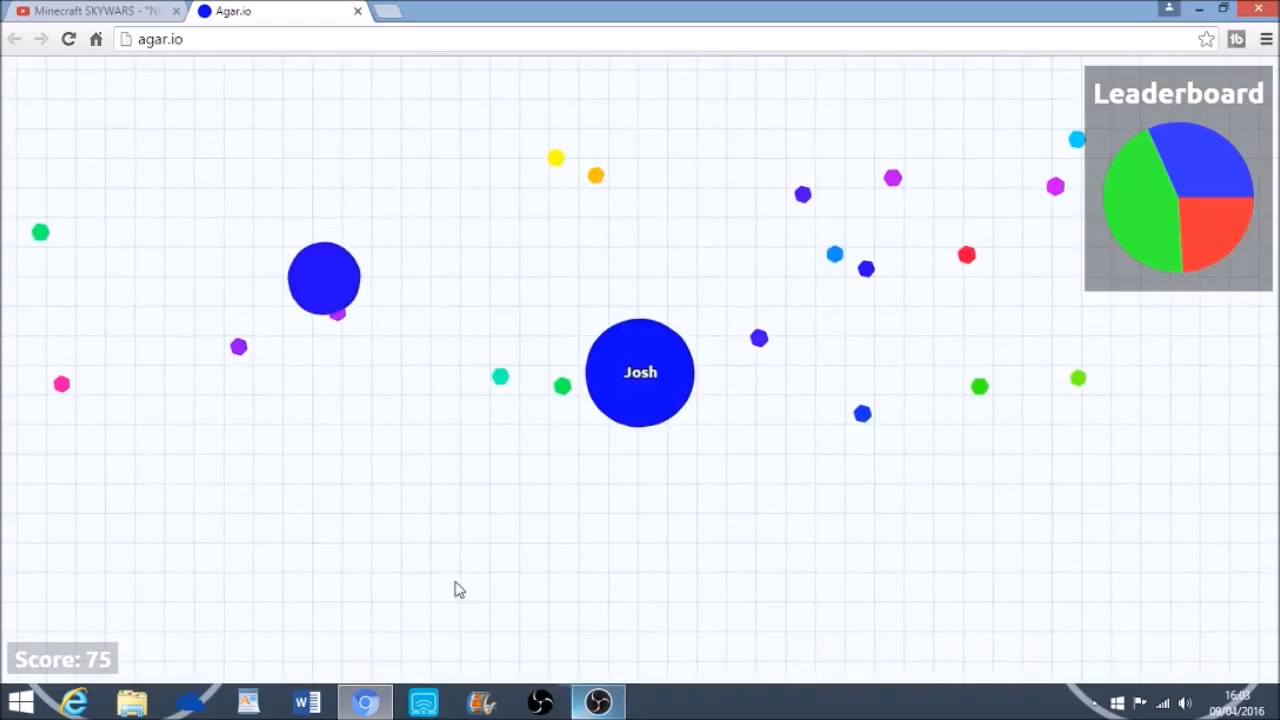 Minecraft SKYWARS - "N
Agar.io
agar.io
Leaderboard
Josh
Score: 75
16:03
09/04/2016